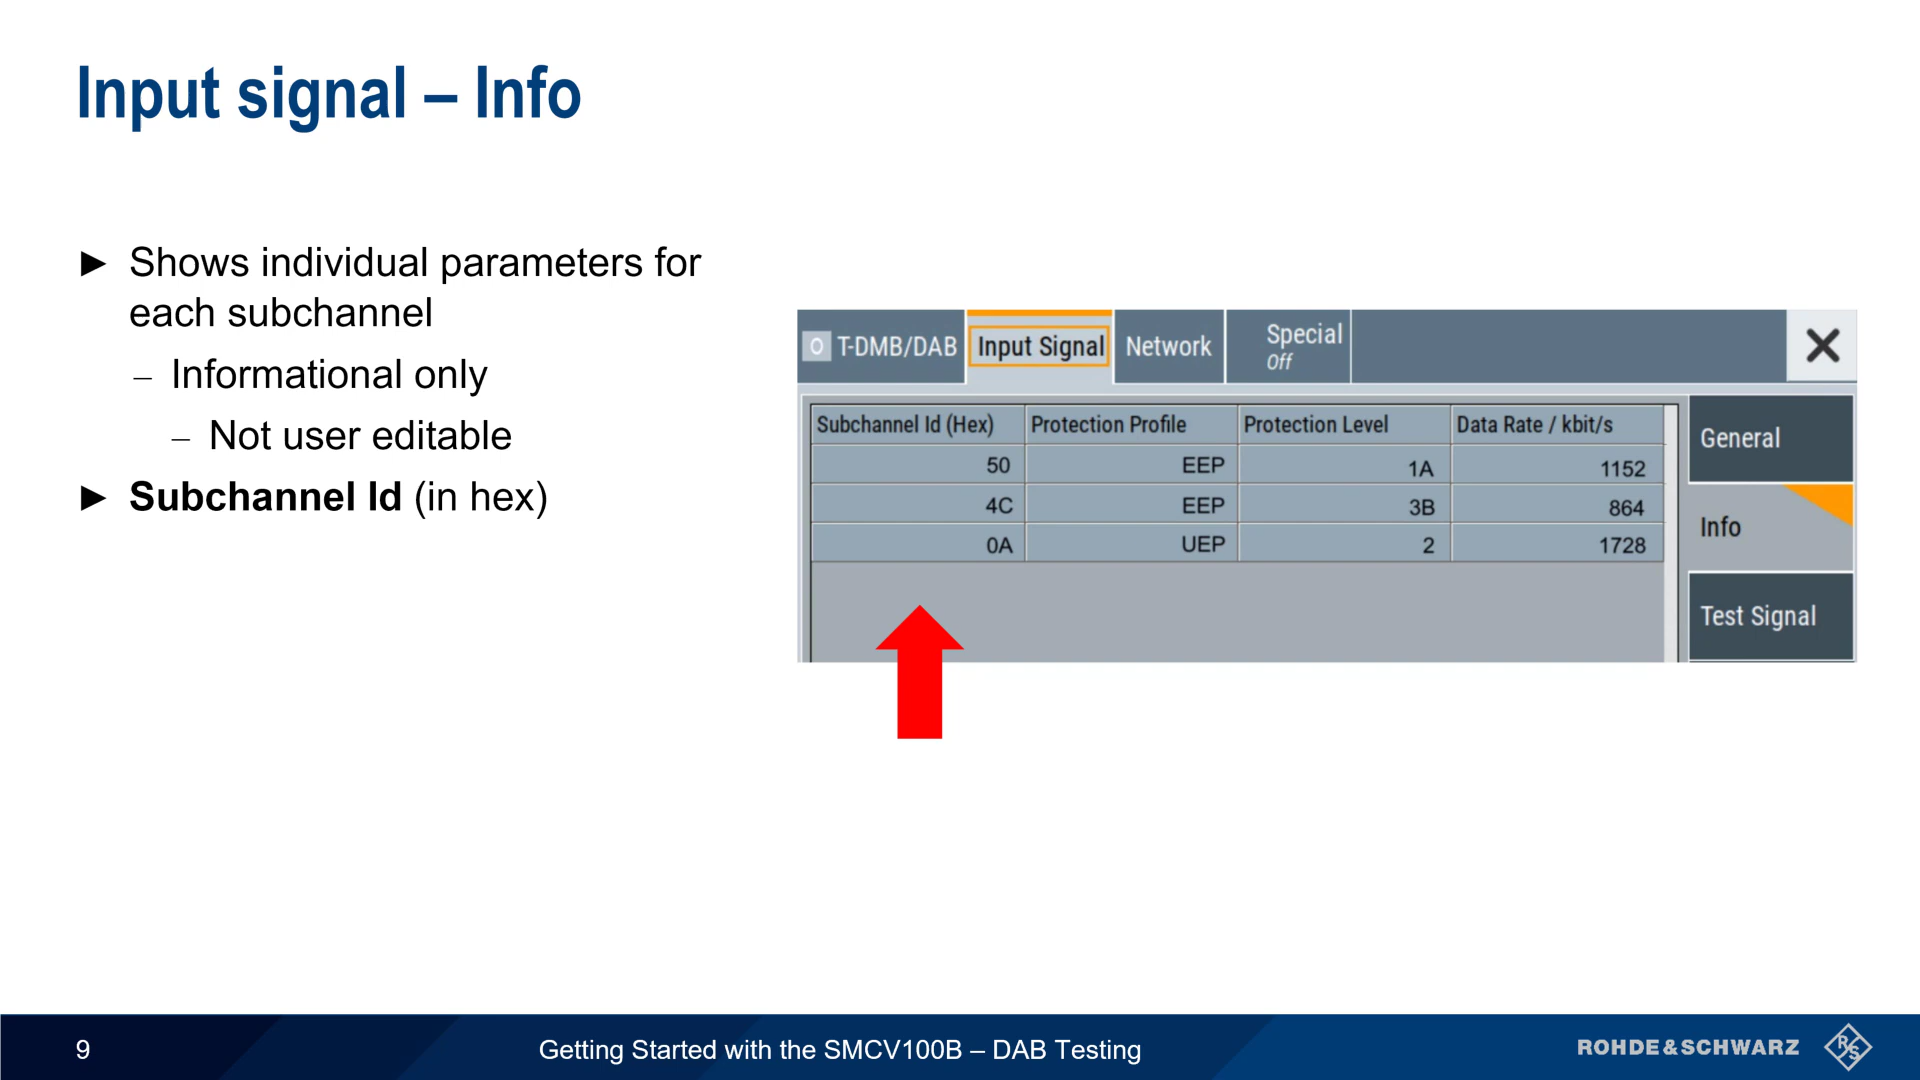 Input signal – Info
► Shows individual parameters for
each subchannel
– Informational only
– Not user editable
► Subchannel Id (in hex)
T-DMB/DAB Input Signal Network Special
Off
Subchannel Id (Hex) Protection Profile Protection Level Data Rate / kbit/s
50 EEP 1A 1152
4C EEP 3B 864
0A UEP 2 1728
General
Info
Test Signal
9 Getting Started with the SMCV100B – DAB Testing ROHDE&SCHWARZ